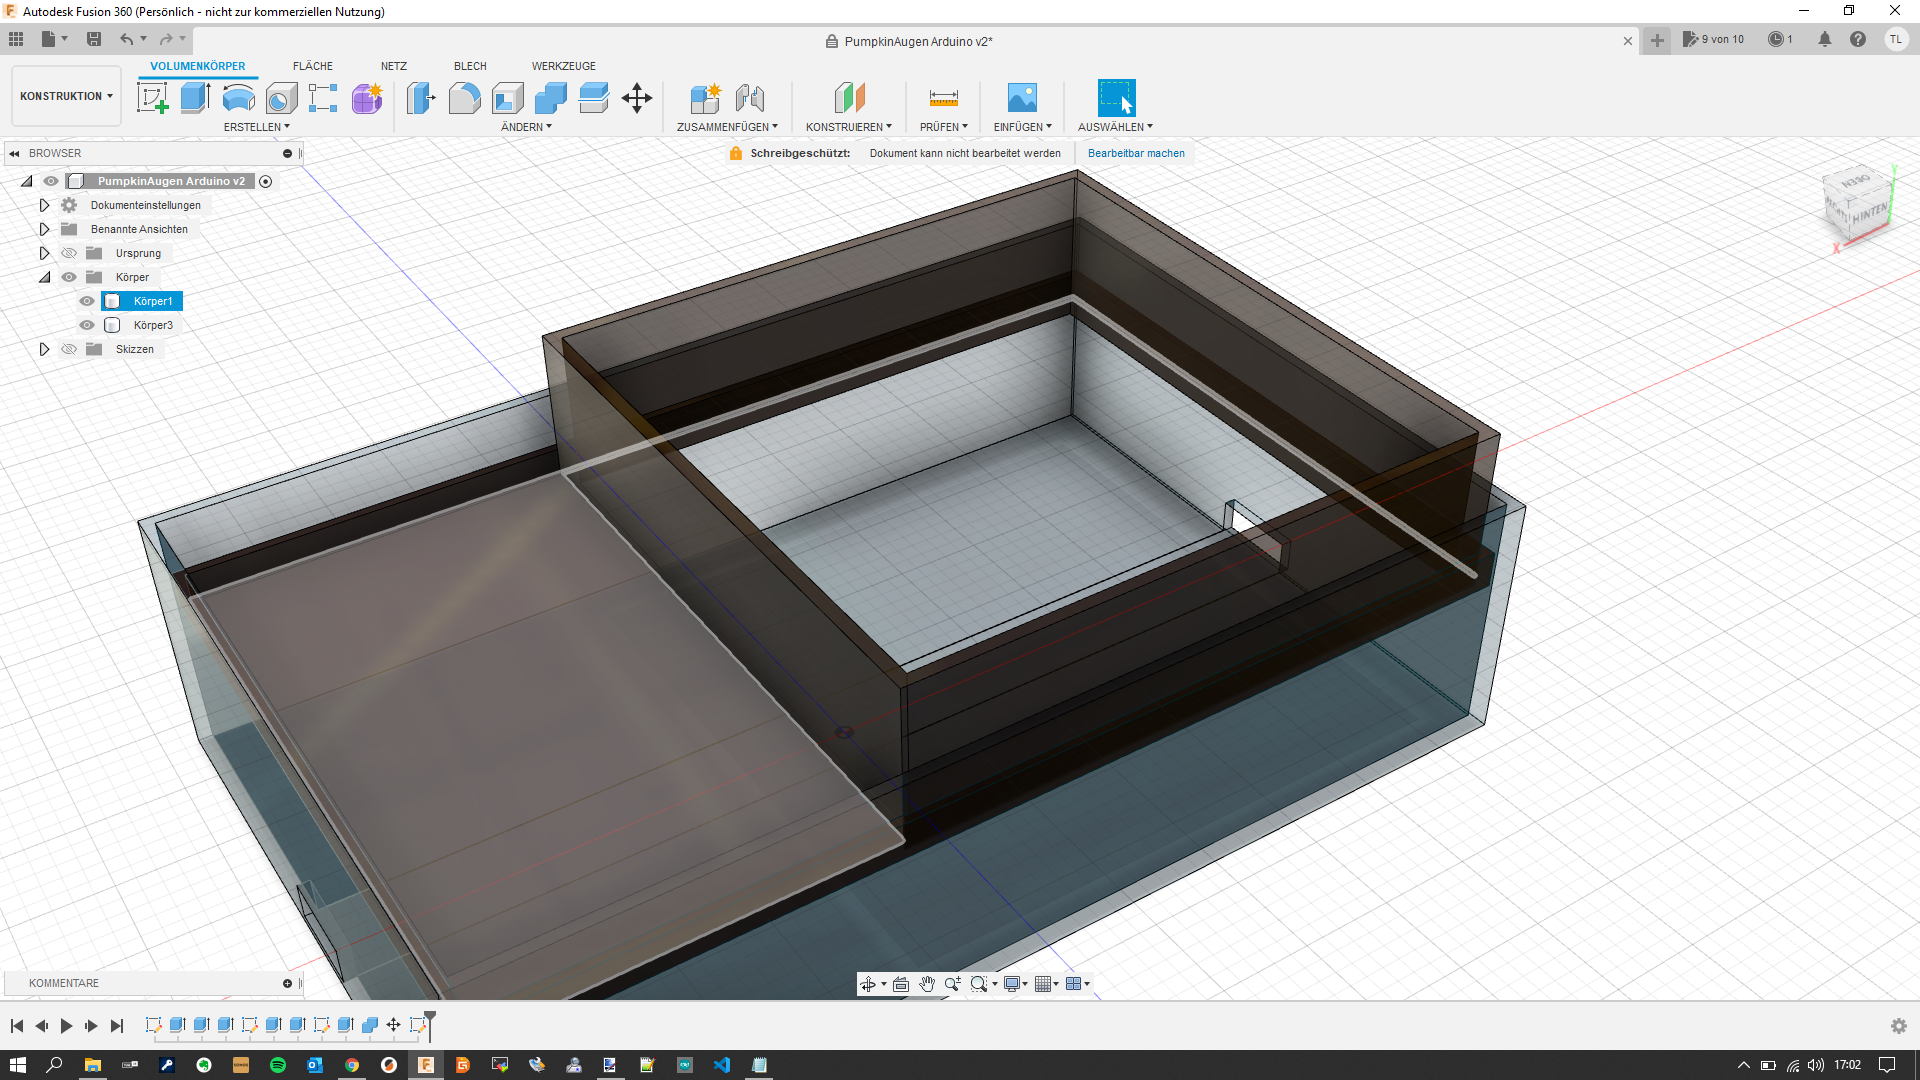 Autodesk Fusion 360 (Persönlich - nicht zur kommerziellen Nutzung)
PumpkinAugen Arduino v2*
9 von 10
1
TL
KONSTRUKTION
VOLUMENKÖRPER
FLÄCHE
NETZ
BLECH
WERKZEUGE
ERSTELLEN
ÄNDERN
ZUSAMMENFÜGEN
KONSTRUIEREN
PRÜFEN
EINFÜGEN
AUSWÄHLEN
BROWSER
Schreibgeschützt: Dokument kann nicht bearbeitet werden Bearbeitbar machen
PumpkinAugen Arduino v2
Dokumenteinstellungen
Benannte Ansichten
Ursprung
Körper
Körper1
Körper3
Skizzen
OBEN
HINTEN
Y
X
KOMMENTARE
17:02